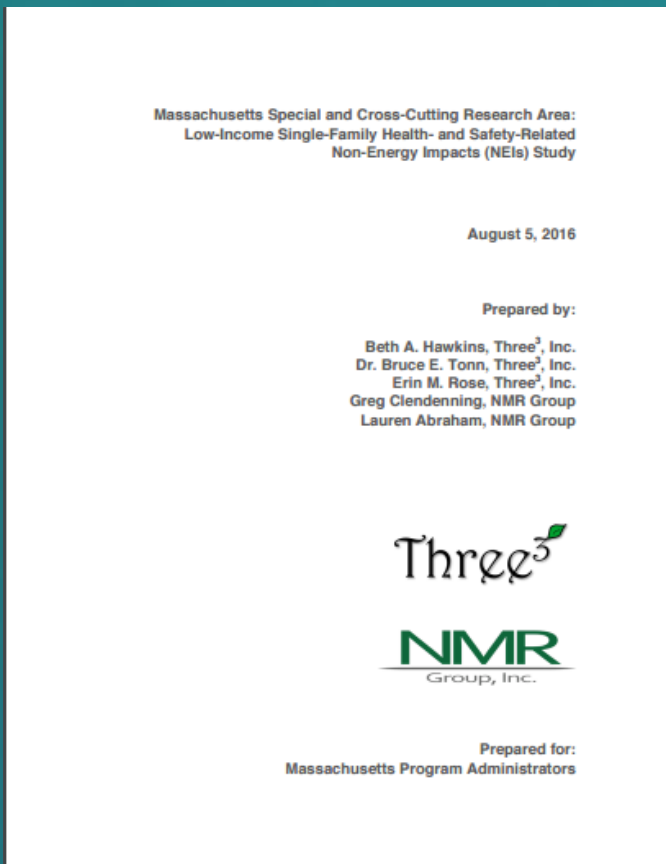 Massachusetts Special and Cross-Cutting Research Area:
Low-Income Single-Family Health- and Safety-Related
Non-Energy Impacts (NEIs) Study
August 5, 2016
Prepared by:
Beth A. Hawkins, Three³, Inc.
Dr. Bruce E. Tonn, Three³, Inc.
Erin M. Rose, Three³, Inc.
Greg Clendenning, NMR Group
Lauren Abraham, NMR Group
Three³
NMR
Group, Inc.
Prepared for:
Massachusetts Program Administrators